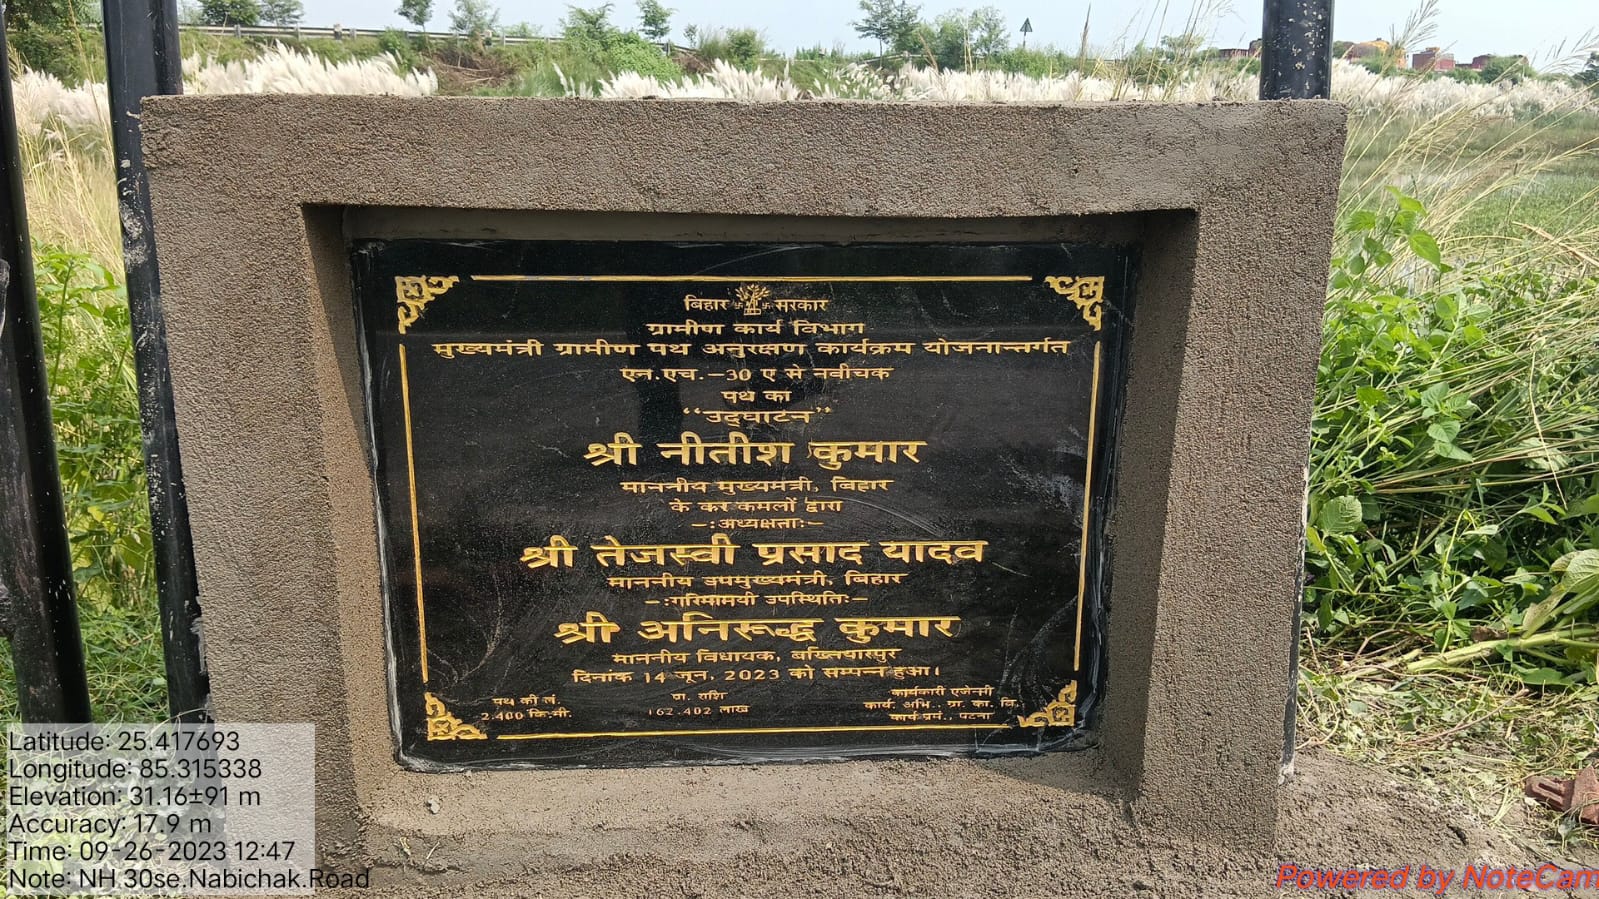 बिहार सरकार
ग्रामीण कार्य विभाग
मुख्यमंत्री ग्रामीण पथ अनुरक्षण कार्यक्रम योजनान्तर्गत
एन.एच.-30 ए से नवीचक
पथ का
"उद्घाटन"
श्री नीतीश कुमार
माननीय मुख्यमंत्री, बिहार
के कर कमलों द्वारा
-:अध्यक्षताः-
श्री तेजस्वी प्रसाद यादव
माननीय उपमुख्यमंत्री, बिहार
-:गरिमामयी उपस्थितिः-
श्री अनिरूद्ध कुमार
माननीय विधायक, बख्तियारपुर
दिनांक 14 जून, 2023 को सम्पन्न हुआ।
पथ की लं. प्रा. राशि कार्यकारी एजेन्सी
2.400 कि.मी. 162.402 लाख कार्य. अभि., ग्रा. का. वि.
कार्य.प्रमं., पटना
Latitude: 25.417693
Longitude: 85.315338
Elevation: 31.16±91 m
Accuracy: 17.9 m
Time: 09-26-2023 12:47
Note: NH 30se.Nabichak.Road
Powered by NoteCam